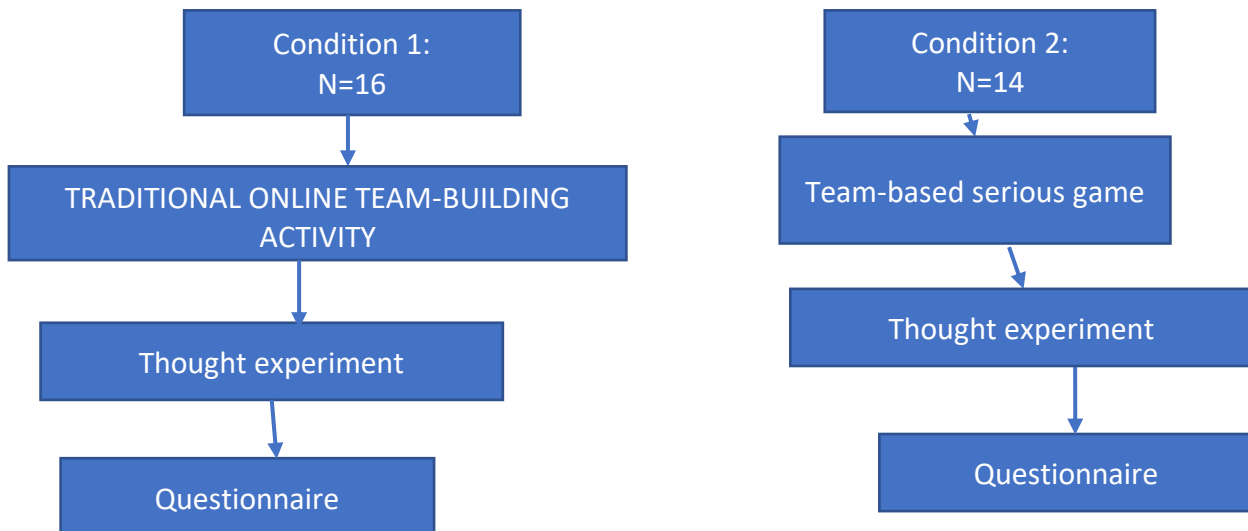 Condition 1:
N=16
TRADITIONAL ONLINE TEAM-BUILDING
ACTIVITY
Thought experiment
Questionnaire
Condition 2:
N=14
Team-based serious game
Thought experiment
Questionnaire